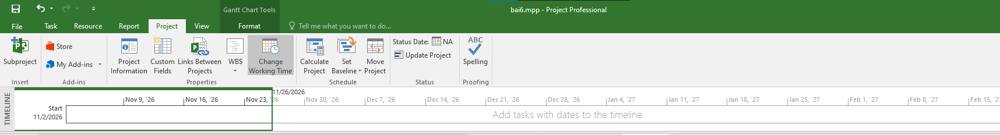 Gantt Chart Tools
bai6.mpp - Project Professional
File Task Resource Report Project View Format Tell me what you want to do...
Subproject
Store
My Add-ins
Project Information
Custom Fields
Links Between Projects
WBS
Change Working Time
Calculate Project
Set Baseline
Move Project
Status Date: NA
Update Project
ABC
Spelling
Insert Add-ins Properties Schedule Status Proofing
TIMELINE
11/26/2026
Nov 9, '26 Nov 16, '26 Nov 23, '26 Nov 30, '26 Dec 7, '26 Dec 14, '26 Dec 21, '26 Dec 28, '26 Jan 4, '27 Jan 11, '27 Jan 18, '27 Jan 25, '27 Feb 1, '27 Feb 8, '27 Feb 15, '27
Start
11/2/2026
Add tasks with dates to the timeline